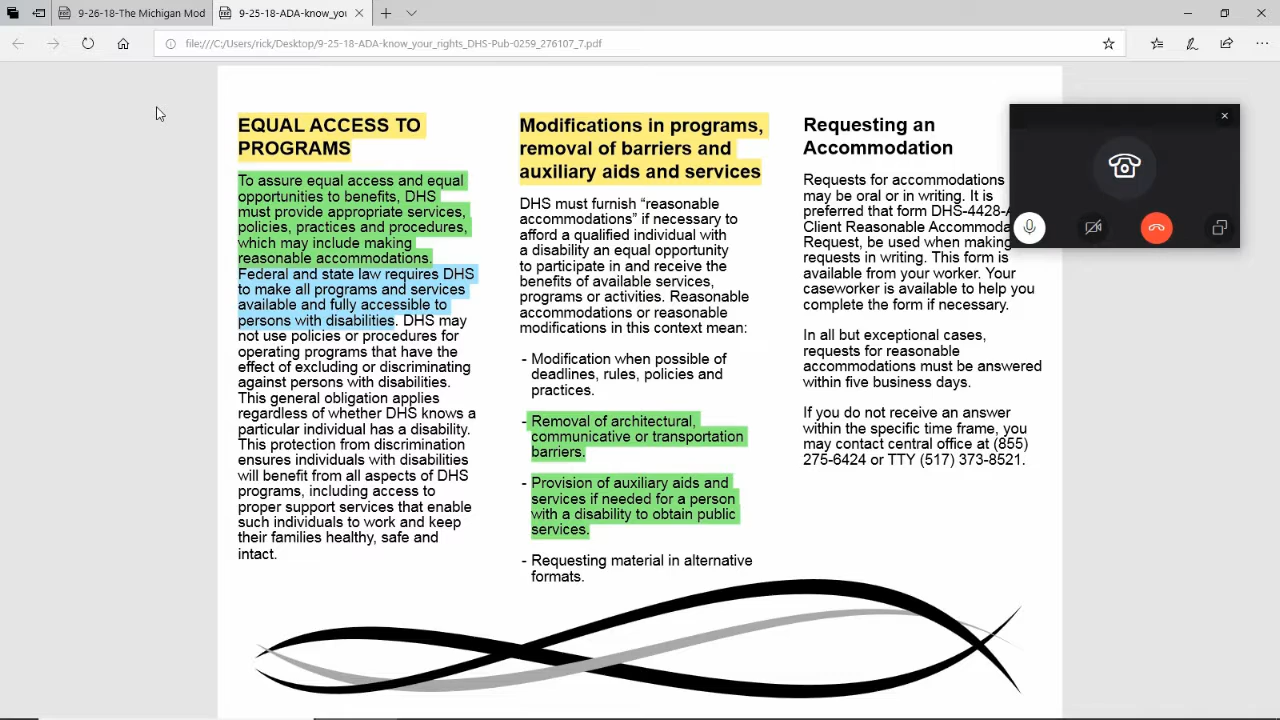 9-26-18-The Michigan Mod
9-25-18-ADA-know_you
file:///C:/Users/rick/Desktop/9-25-18-ADA-know_your_rights_DHS-Pub-0259_276107_7.pdf
EQUAL ACCESS TO
PROGRAMS
To assure equal access and equal
opportunities to benefits, DHS
must provide appropriate services,
policies, practices and procedures,
which may include making
reasonable accommodations.
Federal and state law requires DHS
to make all programs and services
available and fully accessible to
persons with disabilities. DHS may
not use policies or procedures for
operating programs that have the
effect of excluding or discriminating
against persons with disabilities.
This general obligation applies
regardless of whether DHS knows a
particular individual has a disability.
This protection from discrimination
ensures individuals with disabilities
will benefit from all aspects of DHS
programs, including access to
proper support services that enable
such individuals to work and keep
their families healthy, safe and
intact.
Modifications in programs,
removal of barriers and
auxiliary aids and services
DHS must furnish “reasonable
accommodations” if necessary to
afford a qualified individual with
a disability an equal opportunity
to participate in and receive the
benefits of available services,
programs or activities. Reasonable
accommodations or reasonable
modifications in this context mean:
- Modification when possible of
deadlines, rules, policies and
practices.
- Removal of architectural,
communicative or transportation
barriers.
- Provision of auxiliary aids and
services if needed for a person
with a disability to obtain public
services.
- Requesting material in alternative
formats.
Requesting an
Accommodation
Requests for accommodations
may be oral or in writing. It is
preferred that form DHS-4428-A
Client Reasonable Accommoda
Request, be used when making
requests in writing. This form is
available from your worker. Your
caseworker is available to help you
complete the form if necessary.
In all but exceptional cases,
requests for reasonable
accommodations must be answered
within five business days.
If you do not receive an answer
within the specific time frame, you
may contact central office at (855)
275-6424 or TTY (517) 373-8521.